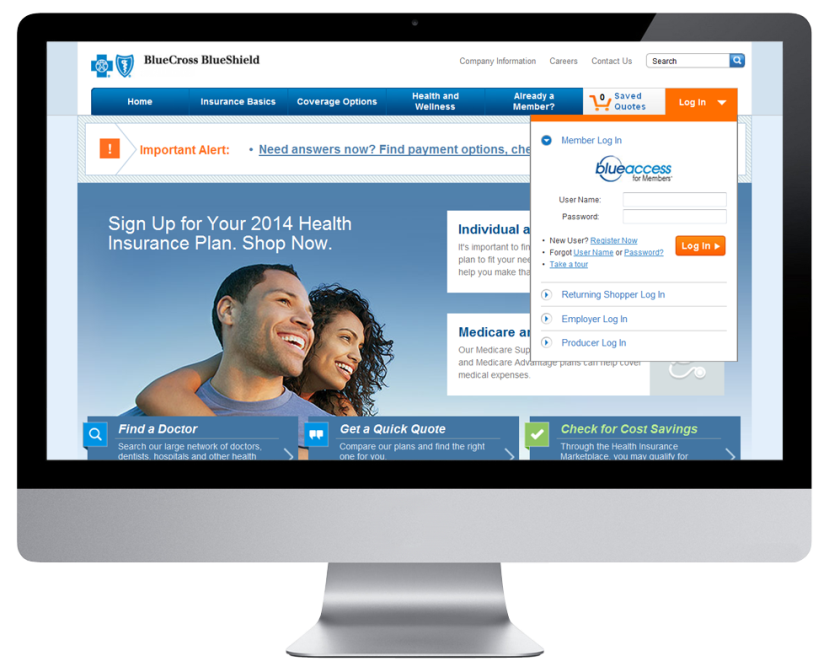 BlueCross BlueShield
Company Information Careers Contact Us Search
Home Insurance Basics Coverage Options Health and Wellness Already a Member? 0 Saved Quotes Log In
! Important Alert: • Need answers now? Find payment options,
Member Log In
blueaccess
for Members
User Name:
Password:
• New User? Register Now
• Forgot User Name or Password?
• Take a tour
Log In
Returning Shopper Log In
Employer Log In
Producer Log In
Sign Up for Your 2014 Health
Insurance Plan. Shop Now.
Individual
It's important to
plan to fit your
help you make
Medicare
Our Medicare
and Medicare Advantage plans can help cover
medical expenses.
Find a Doctor
Search our large network of doctors,
dentists, hospitals and other health
Get a Quick Quote
Compare our plans and find the right
one for you.
Check for Cost Savings
Through the Health Insurance
Marketplace, you may qualify for